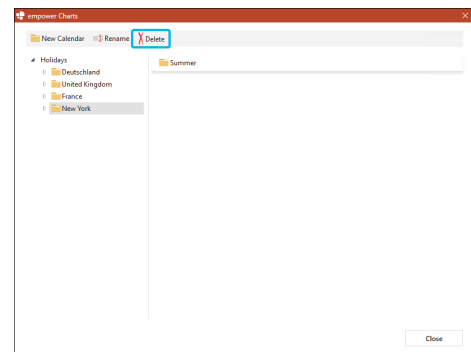 empower Charts
New Calendar Rename Delete
Holidays
Deutschland
United Kingdom
France
New York
Summer
Close